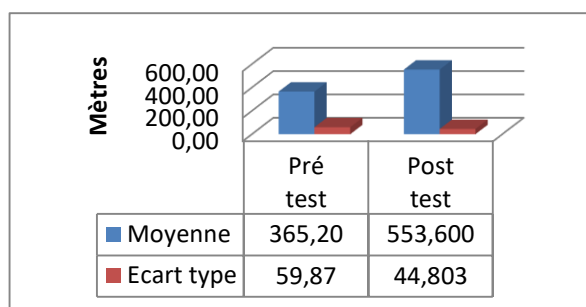 Mètres
600,00
400,00
200,00
0,00
Pré
test
Post
test
Moyenne 365,20 553,600
Ecart type 59,87 44,803